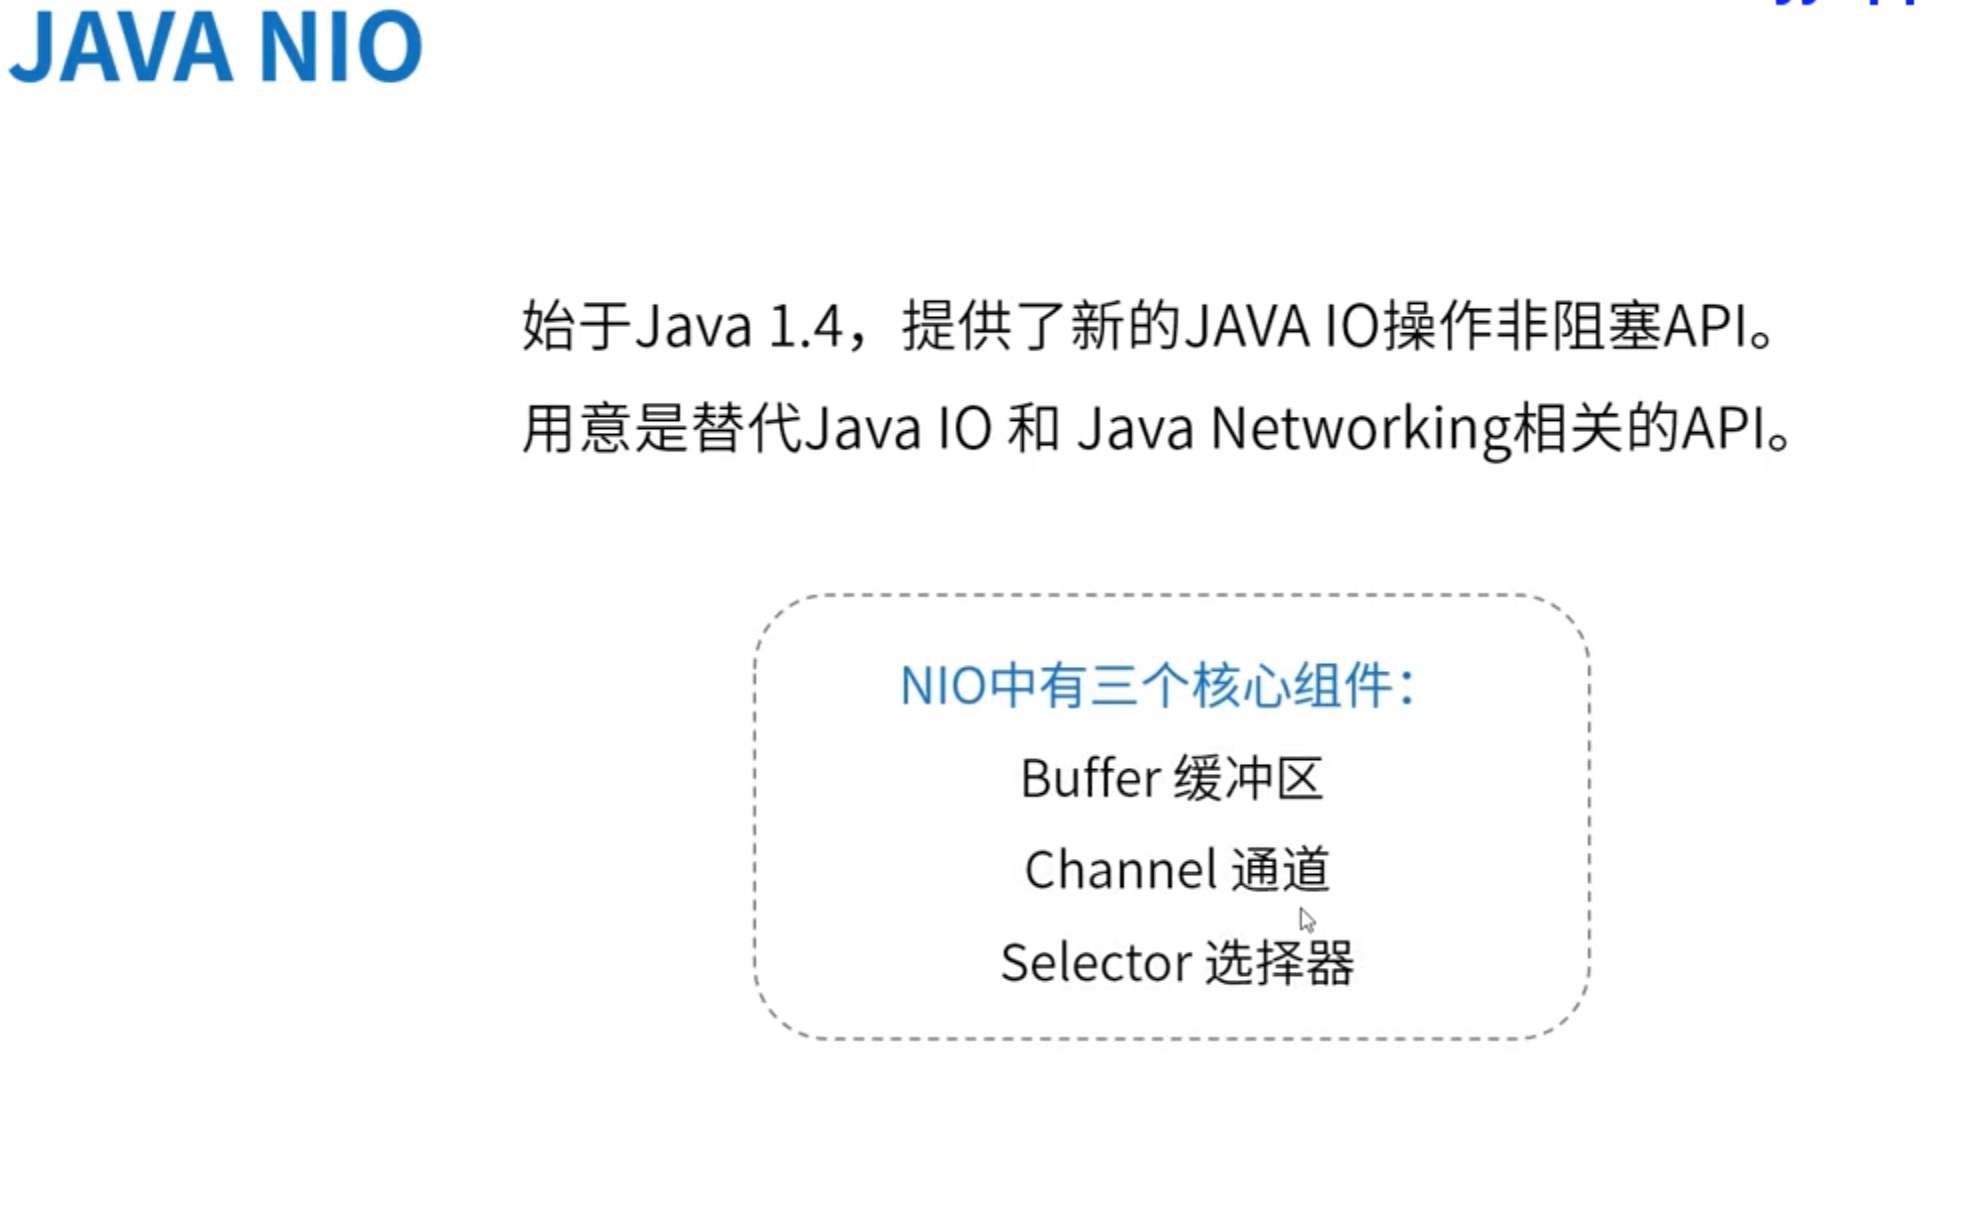 JAVA NIO
始于Java 1.4，提供了新的JAVA IO操作非阻塞API。
用意是替代Java IO 和 Java Networking相关的API。
NIO中有三个核心组件：
Buffer 缓冲区
Channel 通道
Selector 选择器